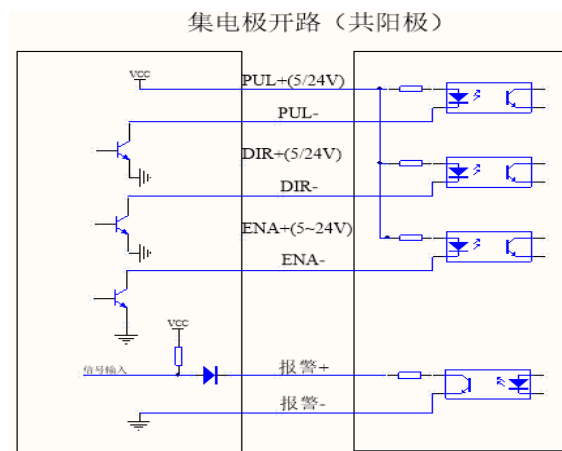 集电极开路（共阳极）
VCC
PUL+(5/24V)
PUL-
DIR+(5/24V)
DIR-
ENA+(5~24V)
ENA-
VCC
信号输入
报警+
报警-